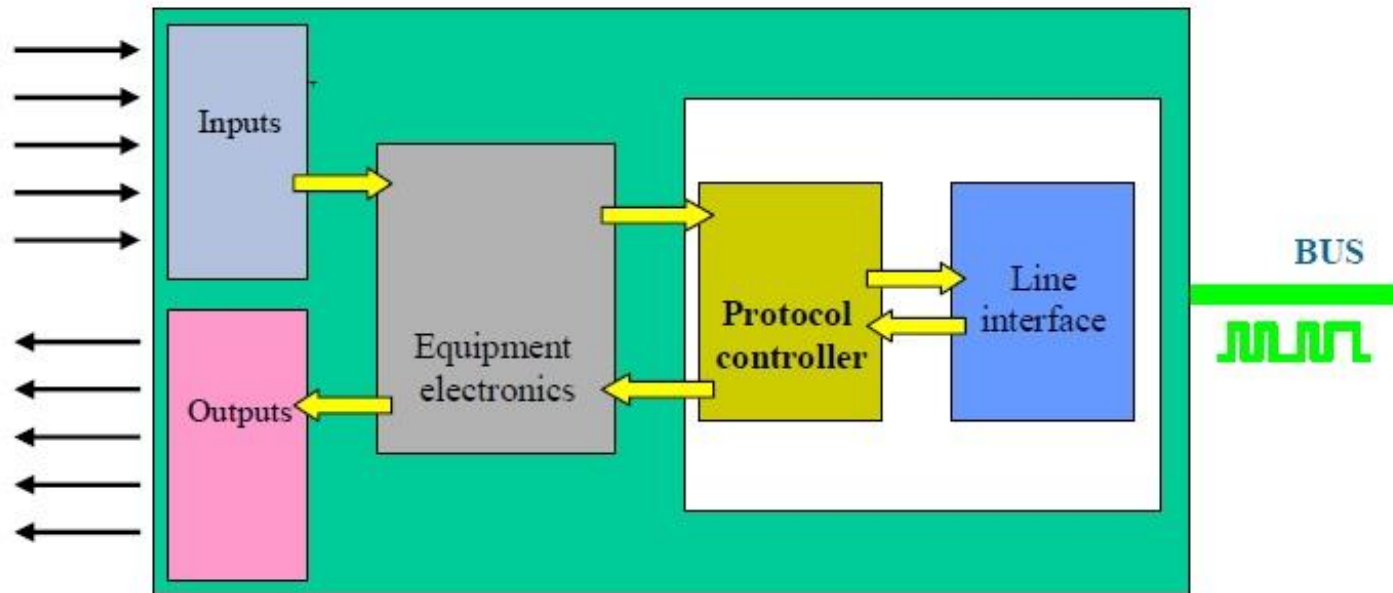 Inputs
Equipment
electronics
Outputs
Protocol
controller
Line
interface
BUS